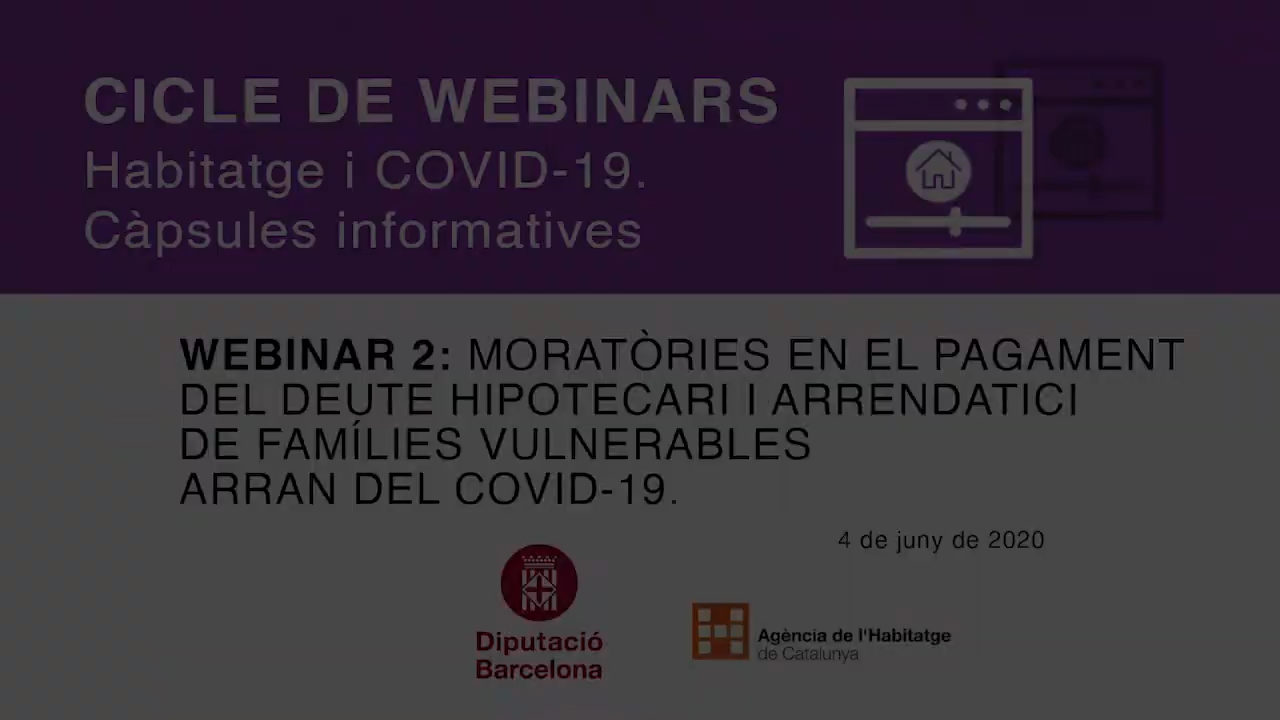 CICLE DE WEBINARS
Habitatge i COVID-19.
Càpsules informatives
WEBINAR 2: MORATÒRIES EN EL PAGAMENT
DEL DEUTE HIPOTECARI I ARRENDATICI
DE FAMÍLIES VULNERABLES
ARRAN DEL COVID-19.
4 de juny de 2020
Diputació
Barcelona
Agència de l'Habitatge
de Catalunya